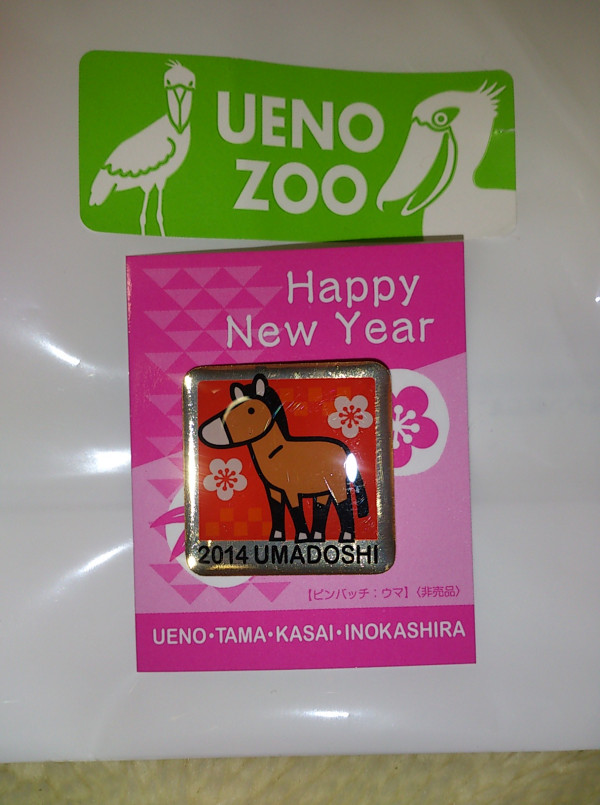 UENO
ZOO
Happy
New Year
2014 UMADOSHI
【ピンバッチ：ウマ】〈非売品〉
UENO・TAMA・KASAI・INOKASHIRA